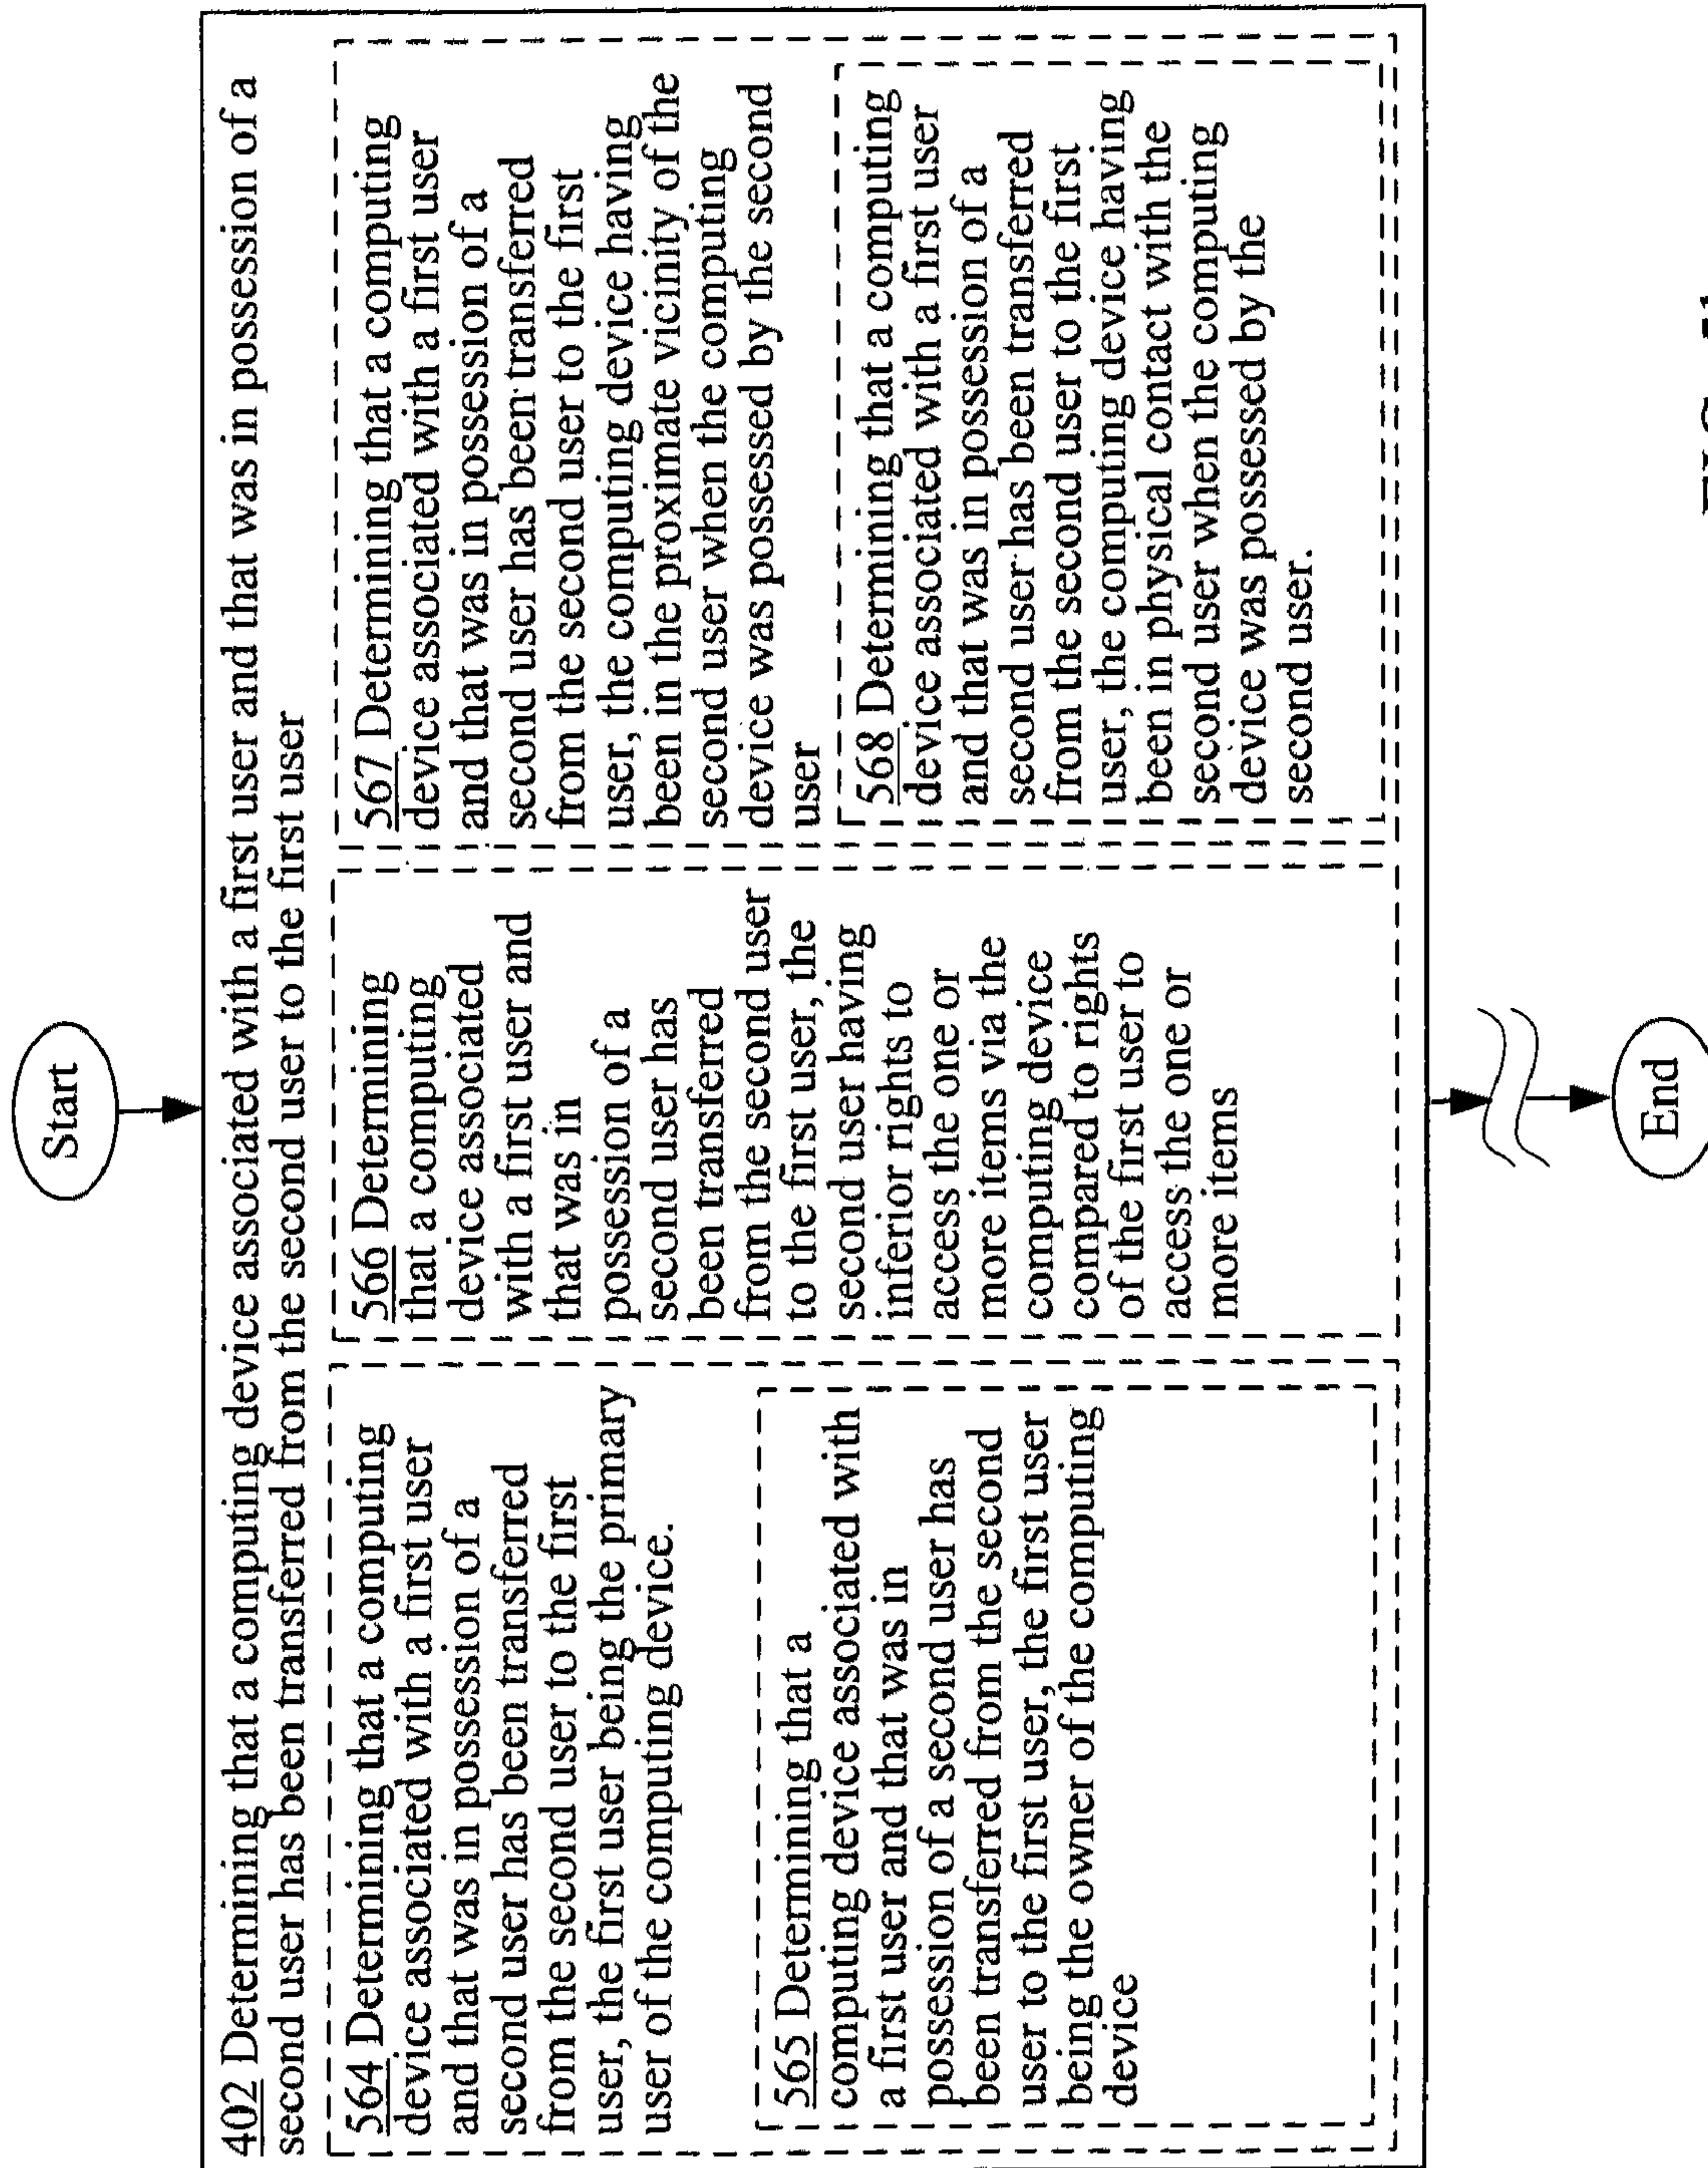 Start
402 Determining that a computing device associated with a first user and that was in possession of a
second user has been transferred from the second user to the first user
564 Determining that a computing
device associated with a first user
and that was in possession of a
second user has been transferred
from the second user to the first
user, the first user being the primary
user of the computing device.
565 Determining that a
computing device associated with
a first user and that was in
possession of a second user has
been transferred from the second
user to the first user, the first user
being the owner of the computing
device
566 Determining
that a computing
device associated
with a first user and
that was in
possession of a
second user has
been transferred
from the second user
to the first user, the
second user having
inferior rights to
access the one or
more items via the
computing device
compared to rights
of the first user to
access the one or
more items
567 Determining that a computing
device associated with a first user
and that was in possession of a
second user has been transferred
from the second user to the first
user, the computing device having
been in the proximate vicinity of the
second user when the computing
device was possessed by the second
user
568 Determining that a computing
device associated with a first user
and that was in possession of a
second user has been transferred
from the second user to the first
user, the computing device having
been in physical contact with the
second user when the computing
device was possessed by the
second user.
End